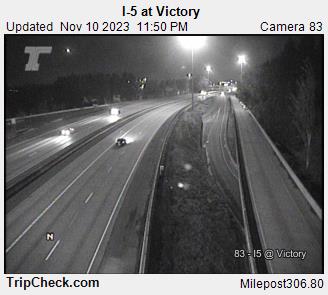 I-5 at Victory
Updated Nov 10 2023 11:50 PM Camera 83
T
N
83 - I5 @ Victory
TripCheck.com Milepost306.80